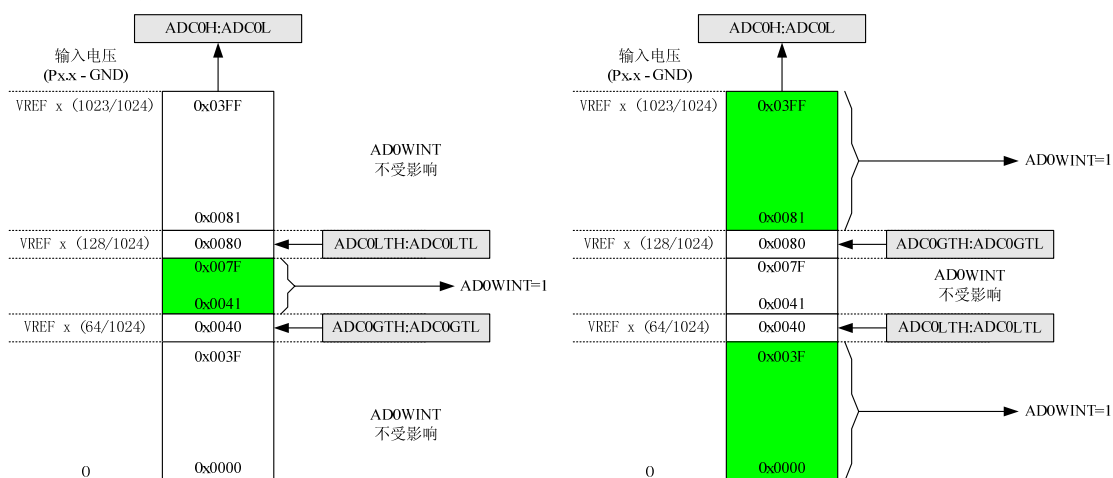 ADC0H:ADC0L
输入电压
(Px.x - GND)
VREF x (1023/1024)
0x03FF
AD0WINT
不受影响
0x0081
VREF x (128/1024)
0x0080
ADC0LTH:ADC0LTL
0x007F
AD0WINT=1
0x0041
VREF x (64/1024)
0x0040
ADC0GTH:ADC0GTL
0x003F
AD0WINT
不受影响
0
0x0000
ADC0H:ADC0L
输入电压
(Px.x - GND)
VREF x (1023/1024)
0x03FF
AD0WINT=1
0x0081
VREF x (128/1024)
0x0080
ADC0GTH:ADC0GTL
0x007F
AD0WINT
不受影响
0x0041
VREF x (64/1024)
0x0040
ADC0LTH:ADC0LTL
0x003F
AD0WINT=1
0
0x0000